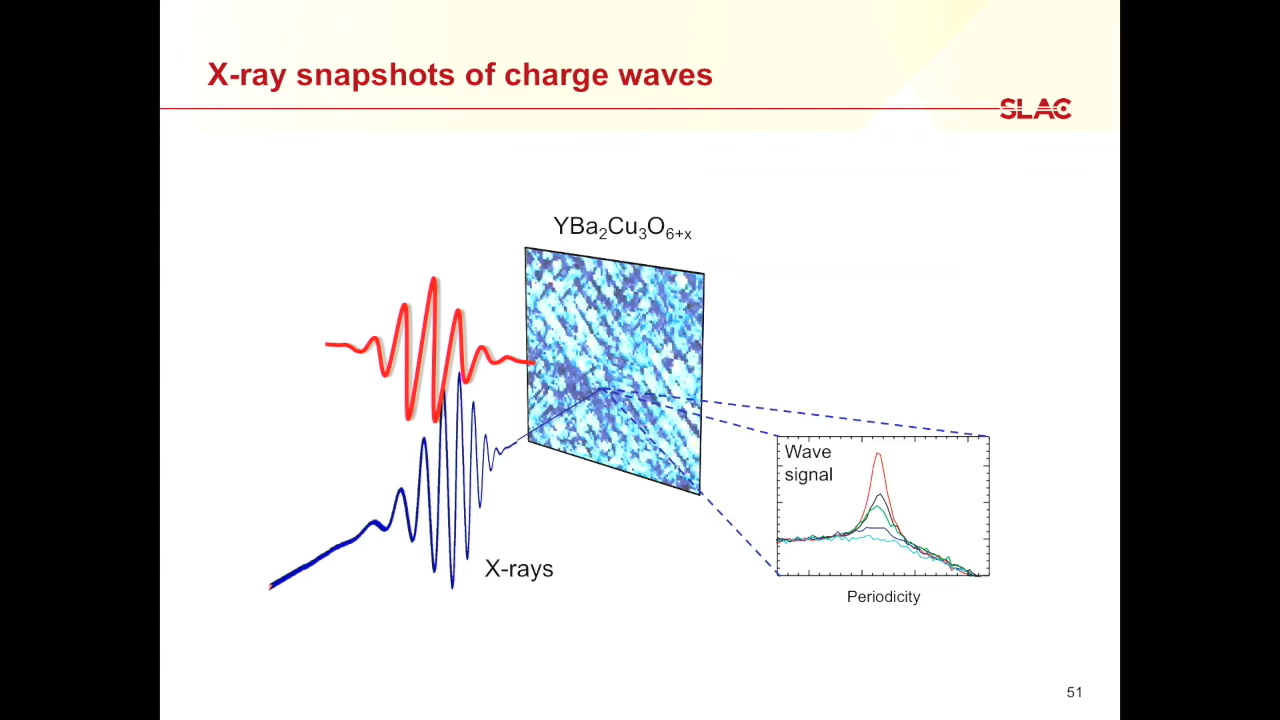 X-ray snapshots of charge waves
SLAC
YBa₂Cu₃O₆₊ₓ
Wave
signal
X-rays
Periodicity
51